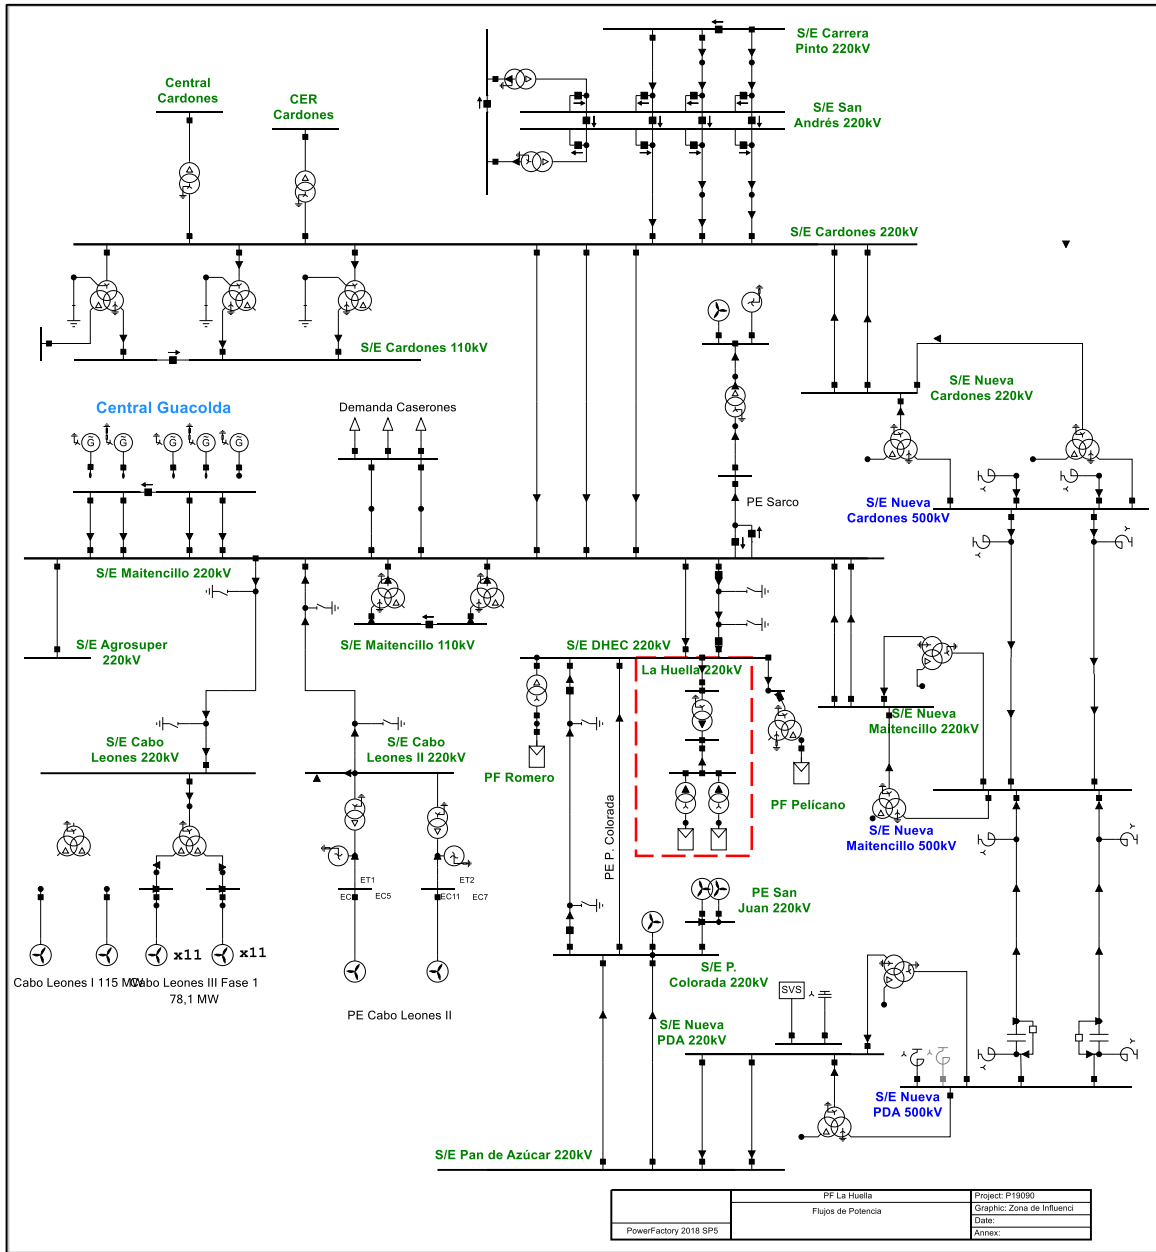 S/E Carrera
Pinto 220kV
Central
Cardones
CER
Cardones
S/E San
Andrés 220kV
S/E Cardones 220kV
S/E Cardones 110kV
S/E Nueva
Cardones 220kV
Central Guacolda
Demanda Caserones
G
G
G
G
G
PE Sarco
S/E Nueva
Cardones 500kV
S/E Maitencillo 220kV
S/E Agrosuper
220kV
S/E Maitencillo 110kV
S/E DHEC 220kV
La Huella 220kV
S/E Nueva
Maitencillo 220kV
S/E Cabo
Leones 220kV
S/E Cabo
Leones II 220kV
PF Romero
PF Pelícano
S/E Nueva
Maitencillo 500kV
PE P. Colorada
ET1
ET2
EC5
EC11
EC7
PE San
Juan 220kV
x11
x11
Cabo Leones I 115 MW
Cabo Leones III Fase 1
78,1 MW
PE Cabo Leones II
S/E P.
Colorada 220kV
SVS
S/E Nueva
PDA 220kV
S/E Nueva
PDA 500kV
S/E Pan de Azúcar 220kV
PF La Huella
Flujos de Potencia
PowerFactory 2018 SP5
Project: P19090
Graphic: Zona de Influenci
Date:
Annex: